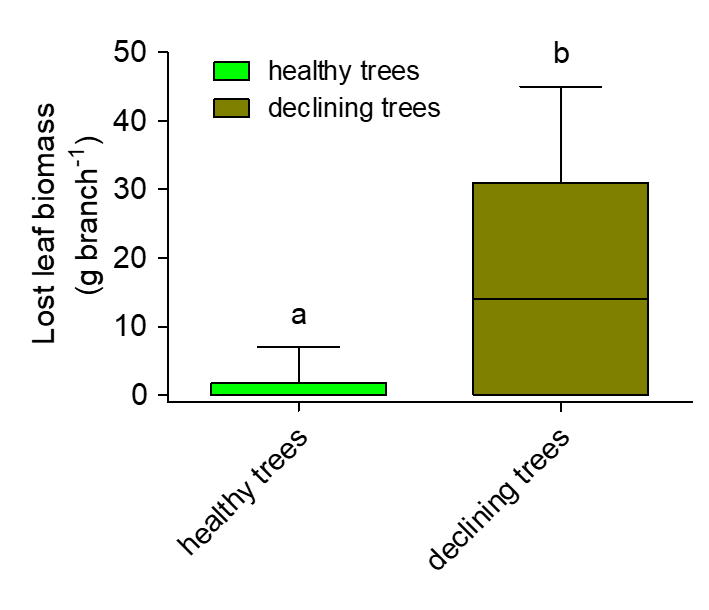 Lost leaf biomass
(g branch⁻¹)
50
40
30
20
10
0
healthy trees
declining trees
a
b
healthy trees
declining trees